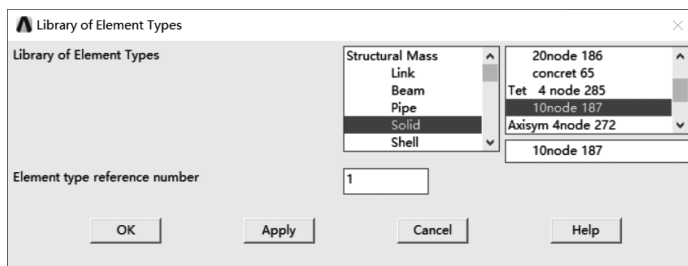 Library of Element Types
Library of Element Types
Structural Mass
Link
Beam
Pipe
Solid
Shell
20node 186
concret 65
Tet 4 node 285
10node 187
Axisym 4node 272
10node 187
Element type reference number
1
OK
Apply
Cancel
Help